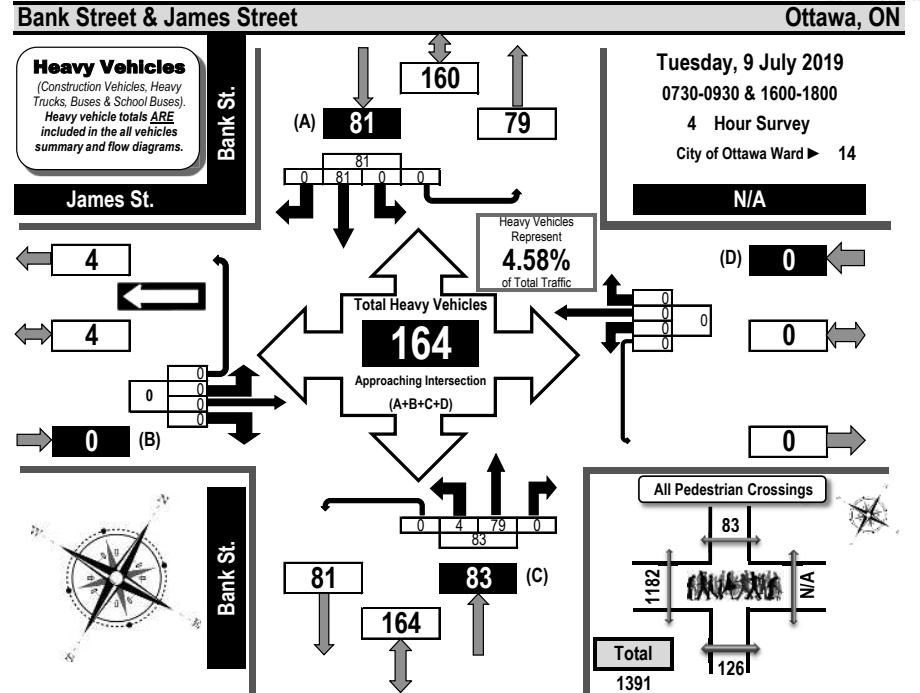 Bank Street & James Street
Ottawa, ON
Heavy Vehicles
(Construction Vehicles, Heavy
Trucks, Buses & School Buses).
Heavy vehicle totals ARE
included in the all vehicles
summary and flow diagrams.
Bank St.
James St.
160
(A) 81
79
81
0 81 0 0
Tuesday, 9 July 2019
0730-0930 & 1600-1800
4 Hour Survey
City of Ottawa Ward ► 14
N/A
Heavy Vehicles
Represent
4.58%
of Total Traffic
4
4
0
0
0
0
0
0 (B)
Total Heavy Vehicles
164
Approaching Intersection
(A+B+C+D)
(D) 0
0
0
0
0
0
0
0
0
Bank St.
0 4 79 0
83
81
83 (C)
164
All Pedestrian Crossings
83
1182
N/A
126
Total
1391
N
E
S
W